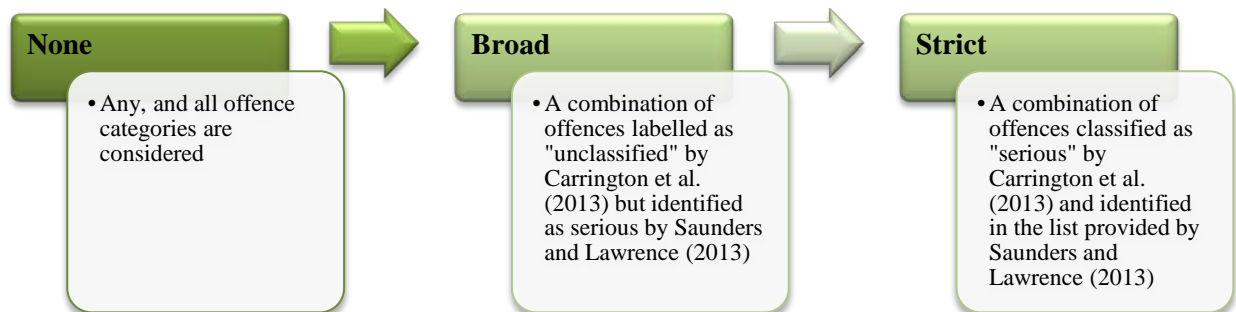 None
• Any, and all offence
categories are
considered
Broad
• A combination of
offences labelled as
"unclassified" by
Carrington et al.
(2013) but identified
as serious by Saunders
and Lawrence (2013)
Strict
• A combination of
offences classified as
"serious" by
Carrington et al.
(2013) and identified
in the list provided by
Saunders and
Lawrence (2013)